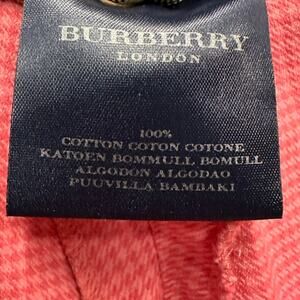 BURBERRY
LONDON
100%
COTTON COTON COTONE
KATOEN BOMMULL BOMULL
ALGODON ALGODAO
PUUVILLA BAMBAKI